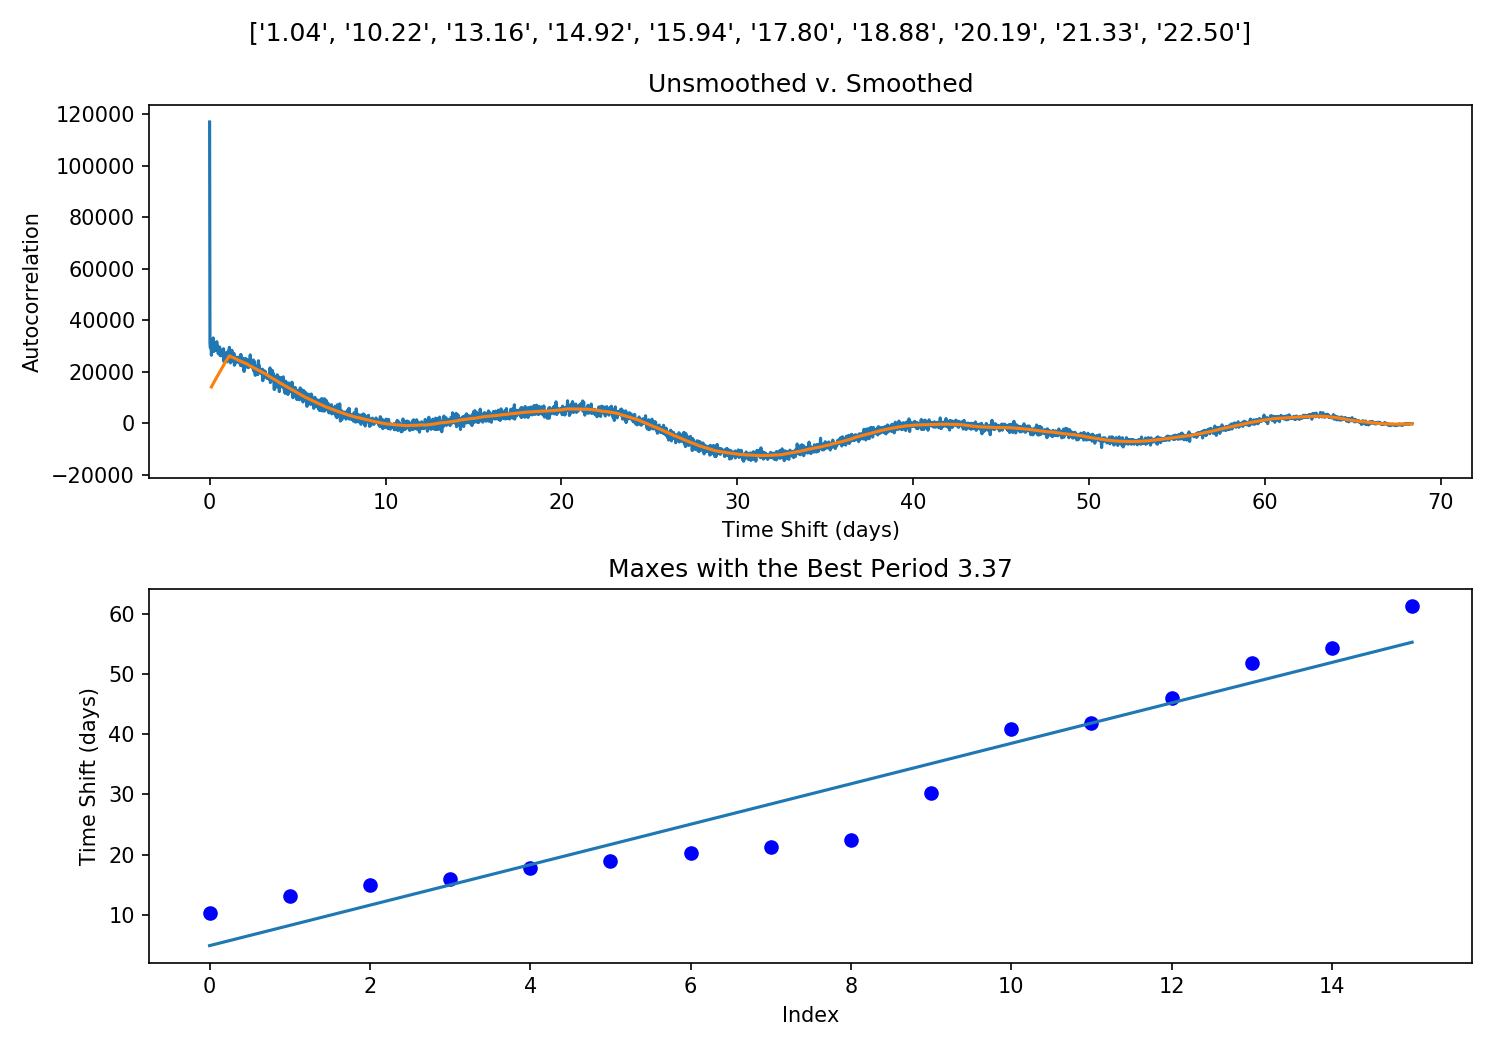 ['1.04', '10.22', '13.16', '14.92', '15.94', '17.80', '18.88', '20.19', '21.33', '22.50']
Unsmoothed v. Smoothed
120000
100000
80000
60000
40000
20000
0
−20000
Autocorrelation
0 10 20 30 40 50 60 70
Time Shift (days)
Maxes with the Best Period 3.37
60
50
40
30
20
10
Time Shift (days)
0 2 4 6 8 10 12 14
Index